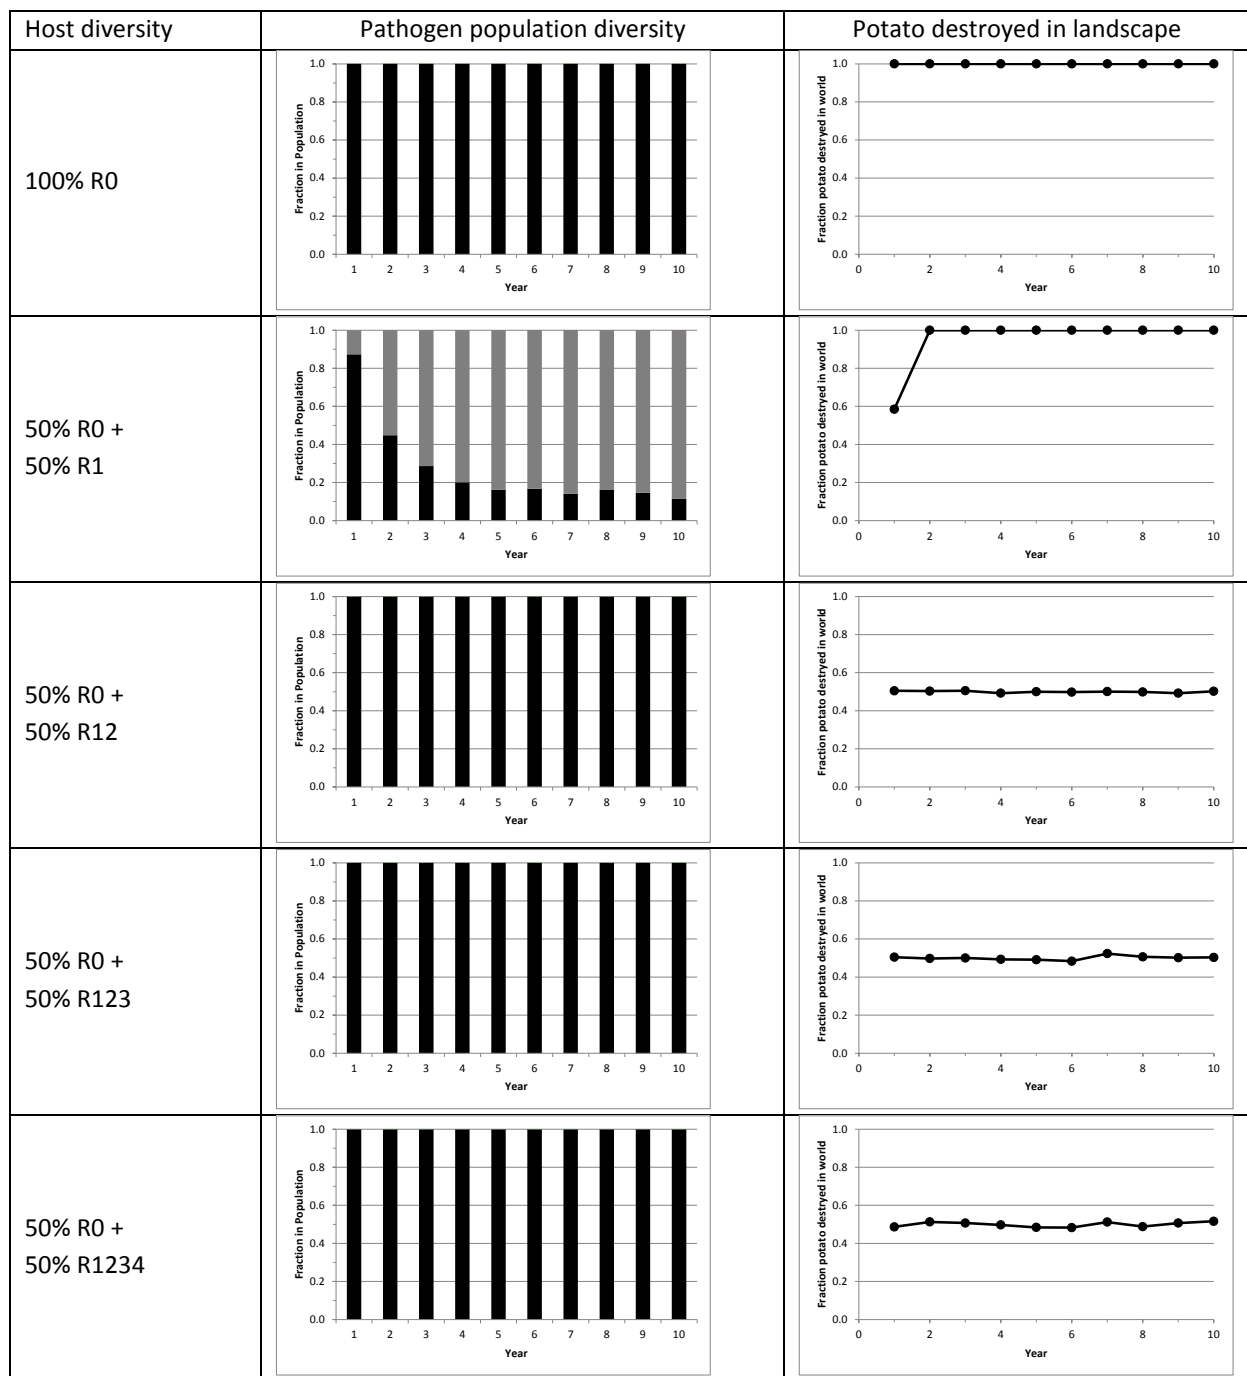 Host diversity
Pathogen population diversity
Potato destroyed in landscape
100% R0
1.0
0.8
0.6
0.4
0.2
0.0
Fraction in Population
1 2 3 4 5 6 7 8 9 10
Year
1.0
0.8
0.6
0.4
0.2
0.0
Fraction potato destryed in world
0 2 4 6 8 10
Year
50% R0 +
50% R1
1.0
0.8
0.6
0.4
0.2
0.0
Fraction in Population
1 2 3 4 5 6 7 8 9 10
Year
1.0
0.8
0.6
0.4
0.2
0.0
Fraction potato destryed in world
0 2 4 6 8 10
Year
50% R0 +
50% R12
1.0
0.8
0.6
0.4
0.2
0.0
Fraction in Population
1 2 3 4 5 6 7 8 9 10
Year
1.0
0.8
0.6
0.4
0.2
0.0
Fraction potato destryed in world
0 2 4 6 8 10
Year
50% R0 +
50% R123
1.0
0.8
0.6
0.4
0.2
0.0
Fraction in Population
1 2 3 4 5 6 7 8 9 10
Year
1.0
0.8
0.6
0.4
0.2
0.0
Fraction potato destryed in world
0 2 4 6 8 10
Year
50% R0 +
50% R1234
1.0
0.8
0.6
0.4
0.2
0.0
Fraction in Population
1 2 3 4 5 6 7 8 9 10
Year
1.0
0.8
0.6
0.4
0.2
0.0
Fraction potato destryed in world
0 2 4 6 8 10
Year